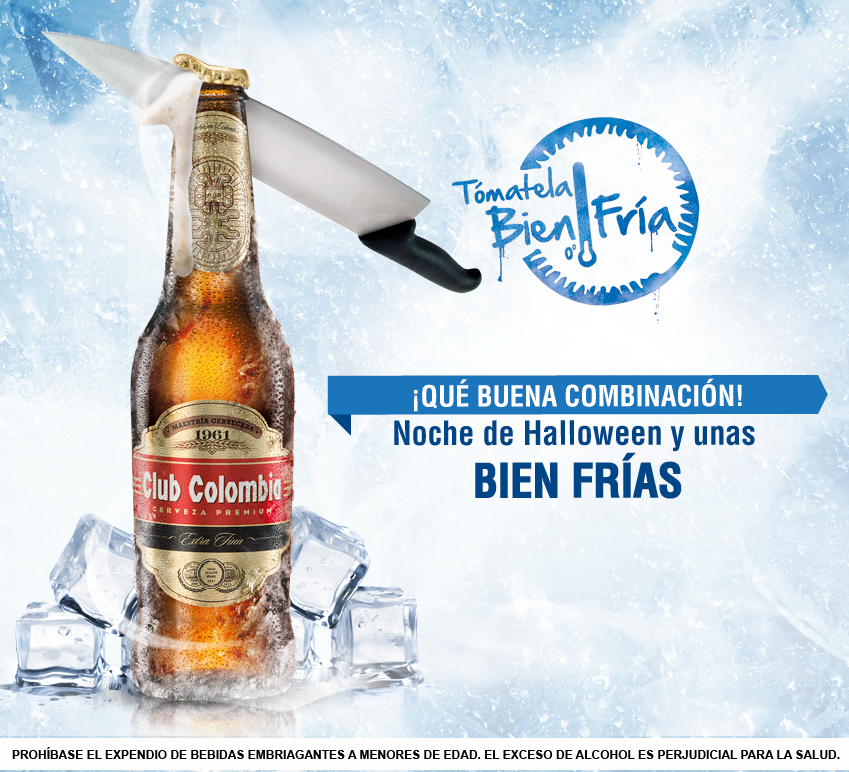 Tómatela
Bien Fría
0°
¡QUÉ BUENA COMBINACIÓN!
Noche de Halloween y unas
BIEN FRÍAS
MAESTRÍA CERVECERA
1961
Club Colombia
CERVEZA PREMIUM
Extra Fina
PROHÍBASE EL EXPENDIO DE BEBIDAS EMBRIAGANTES A MENORES DE EDAD. EL EXCESO DE ALCOHOL ES PERJUDICIAL PARA LA SALUD.